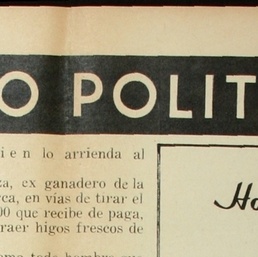 O POLIT
ien lo arrienda al
za, ex ganadero de la
rca, en vías de tirar el
00 que recibe de paga,
raer higos frescos de
Ho